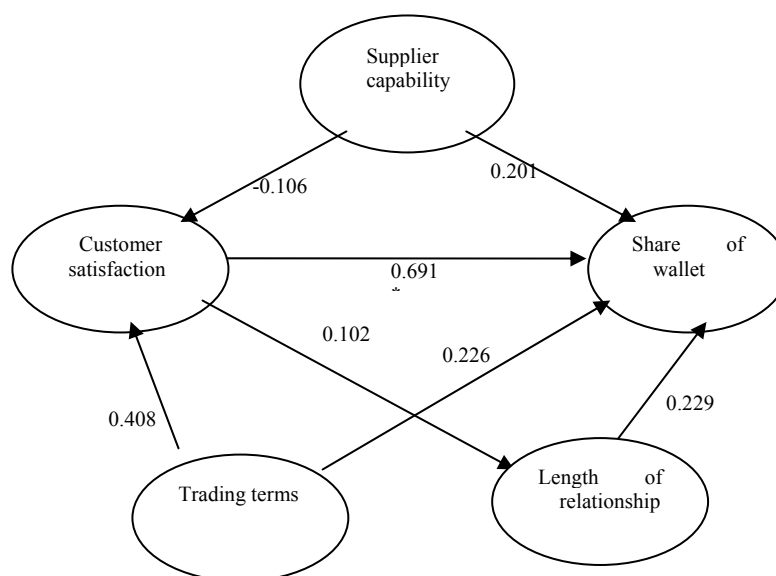 Supplier
capability
-0.106
0.201
Customer
satisfaction
Share of
wallet
0.691
*
0.102
0.226
0.408
0.229
Trading terms
Length of
relationship